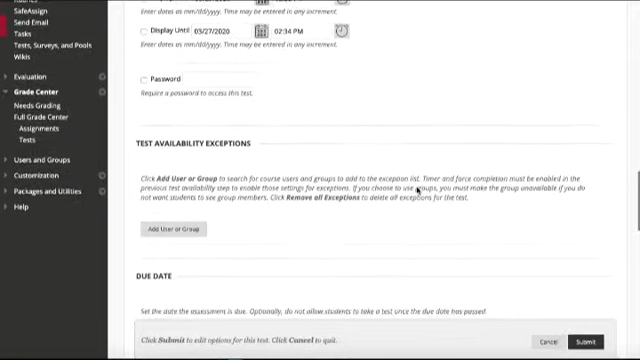 SafeAssign
Send Email
Tasks
Tests, Surveys, and Pools
Wikis
Evaluation
Grade Center
Needs Grading
Full Grade Center
Assignments
Tests
Users and Groups
Customization
Packages and Utilities
Help
Enter dates as mm/dd/yyyy. Time may be entered in any increment.
Display Until 03/27/2020 02:34 PM
Enter dates as mm/dd/yyyy. Time may be entered in any increment.
Password
Require a password to access this test.
TEST AVAILABILITY EXCEPTIONS
Click Add User or Group to search for course users and groups to add to the exception list. Timer and force completion must be enabled in the
previous test availability step to enable those settings for exceptions. If you choose to use groups, you must make the group unavailable if you do
not want students to see group members. Click Remove all Exceptions to delete all exceptions for the test.
Add User or Group
DUE DATE
Set the date the assessment is due. Optionally, do not allow students to take a test once the due date has passed.
Click Submit to edit options for this test. Click Cancel to quit.
Cancel Submit